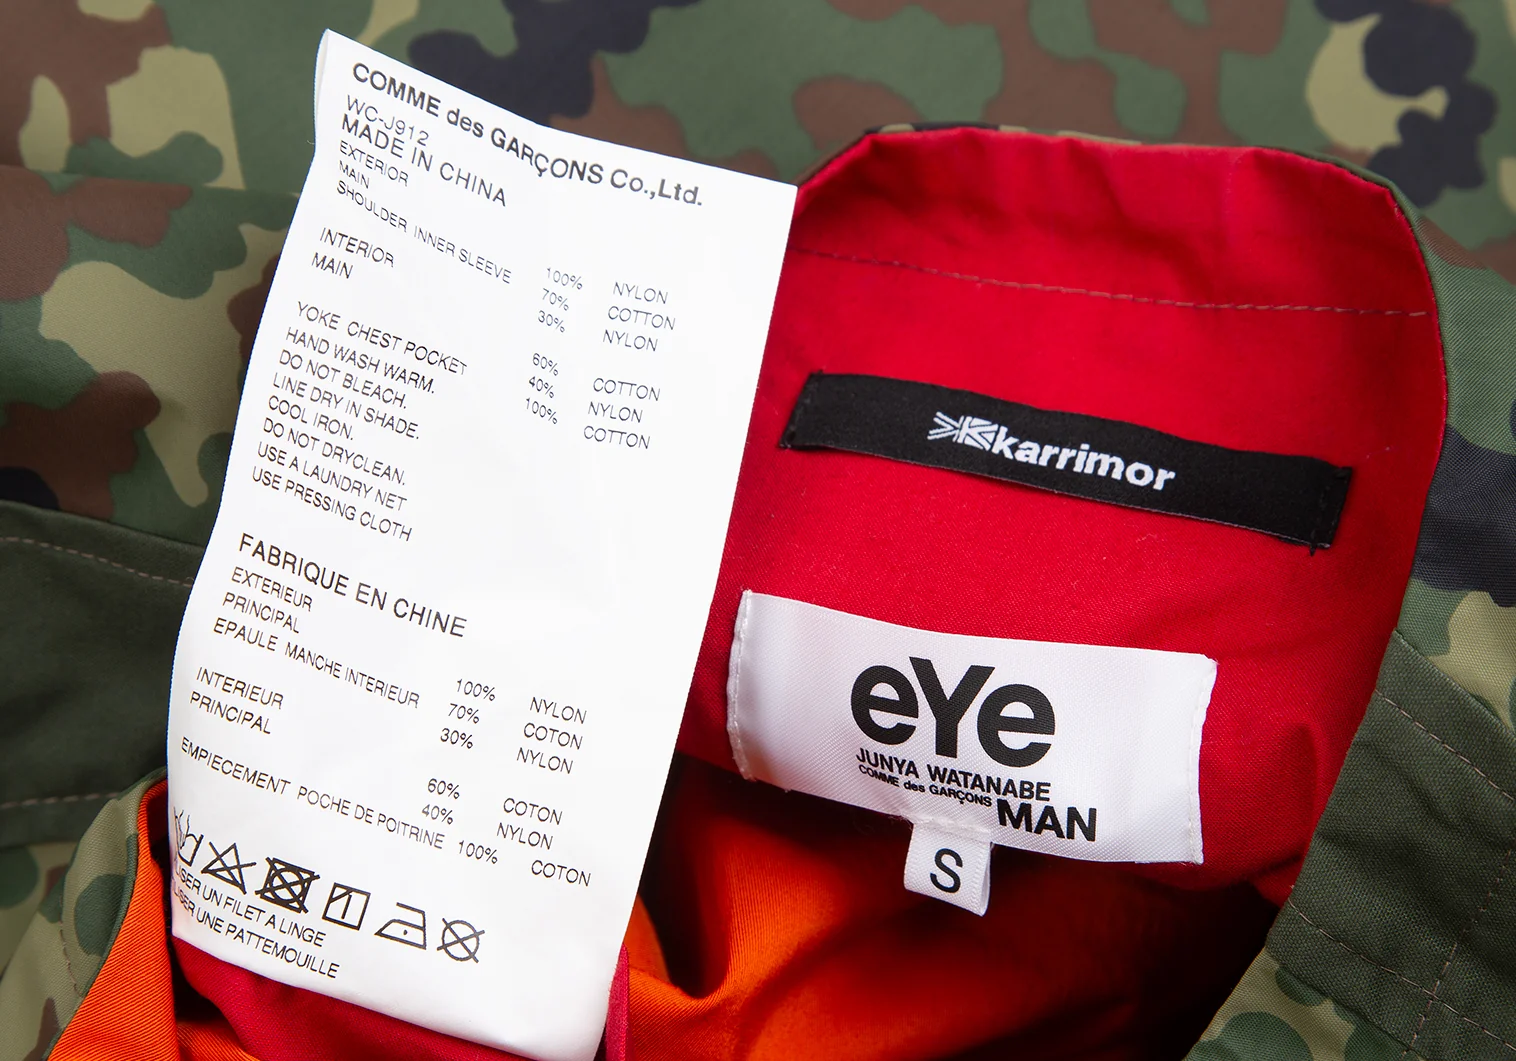 COMME des GARÇONS Co.,Ltd.
WC-J912
MADE IN CHINA
EXTERIOR
MAIN
SHOULDER INNER SLEEVE
100% NYLON
70% COTTON
30% NYLON
INTERIOR
MAIN
60% COTTON
40% NYLON
YOKE CHEST POCKET
100% COTTON
HAND WASH WARM.
DO NOT BLEACH.
LINE DRY IN SHADE.
COOL IRON.
DO NOT DRYCLEAN.
USE A LAUNDRY NET
USE PRESSING CLOTH
FABRIQUE EN CHINE
EXTERIEUR
PRINCIPAL
EPAULE MANCHE INTERIEUR
100% NYLON
70% COTON
30% NYLON
INTERIEUR
PRINCIPAL
60% COTON
40% NYLON
EMPIECEMENT POCHE DE POITRINE 100% COTON
LISER UN FILET A LINGE
LISER UNE PATTEMOUILLE
karrimor
eYe
JUNYA WATANABE
COMME des GARÇONS MAN
S